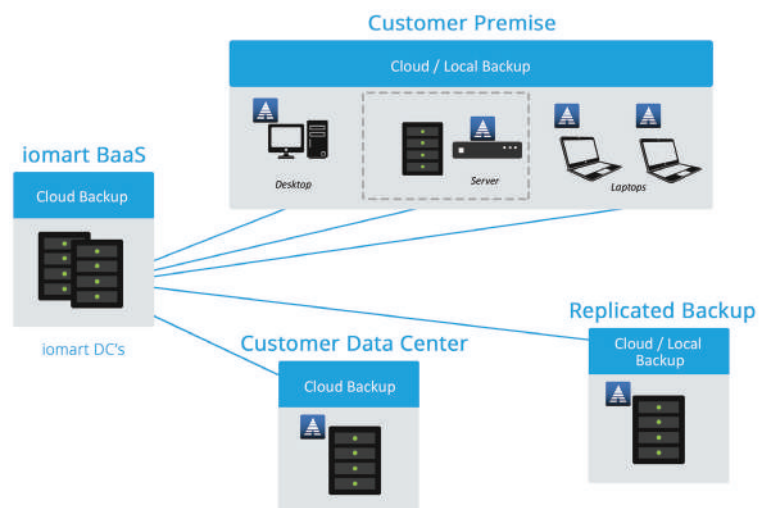 Customer Premise
Cloud / Local Backup
Desktop
Server
Laptops
iomart BaaS
Cloud Backup
iomart DC's
Customer Data Center
Cloud Backup
Replicated Backup
Cloud / Local
Backup